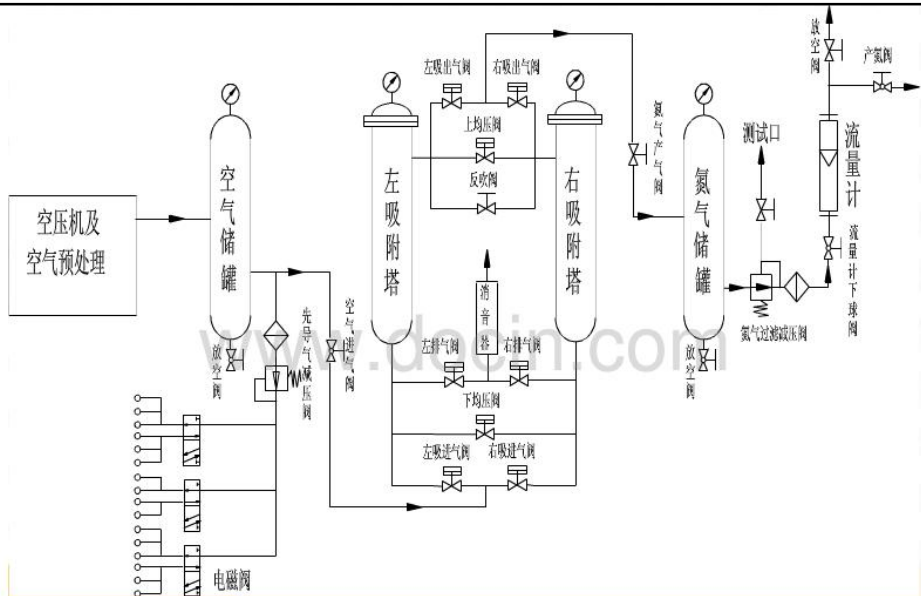 空压机及
空气预处理
空气储罐
放空阀
先导气减压阀
空气进气阀
电磁阀
左吸附塔
左吸出气阀
右吸出气阀
上均压阀
反吹阀
右吸附塔
消音器
左排气阀
右排气阀
下均压阀
左吸进气阀
右吸进气阀
氮气产气阀
氮气储罐
放空阀
测试口
氮气过滤减压阀
放空阀
产氮阀
流量计
流量计下球阀
www.docin.com